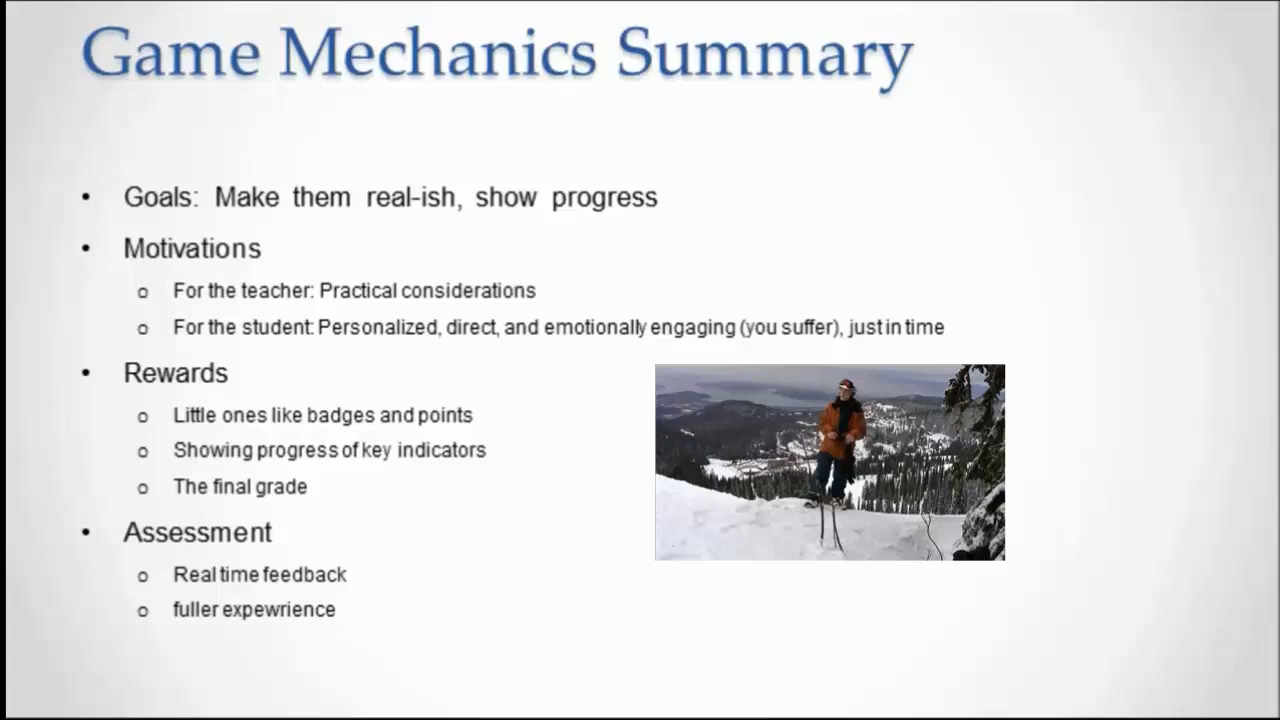 Game Mechanics Summary
• Goals: Make them real-ish, show progress
• Motivations
o For the teacher: Practical considerations
o For the student: Personalized, direct, and emotionally engaging (you suffer), just in time
• Rewards
o Little ones like badges and points
o Showing progress of key indicators
o The final grade
• Assessment
o Real time feedback
o fuller expewrience